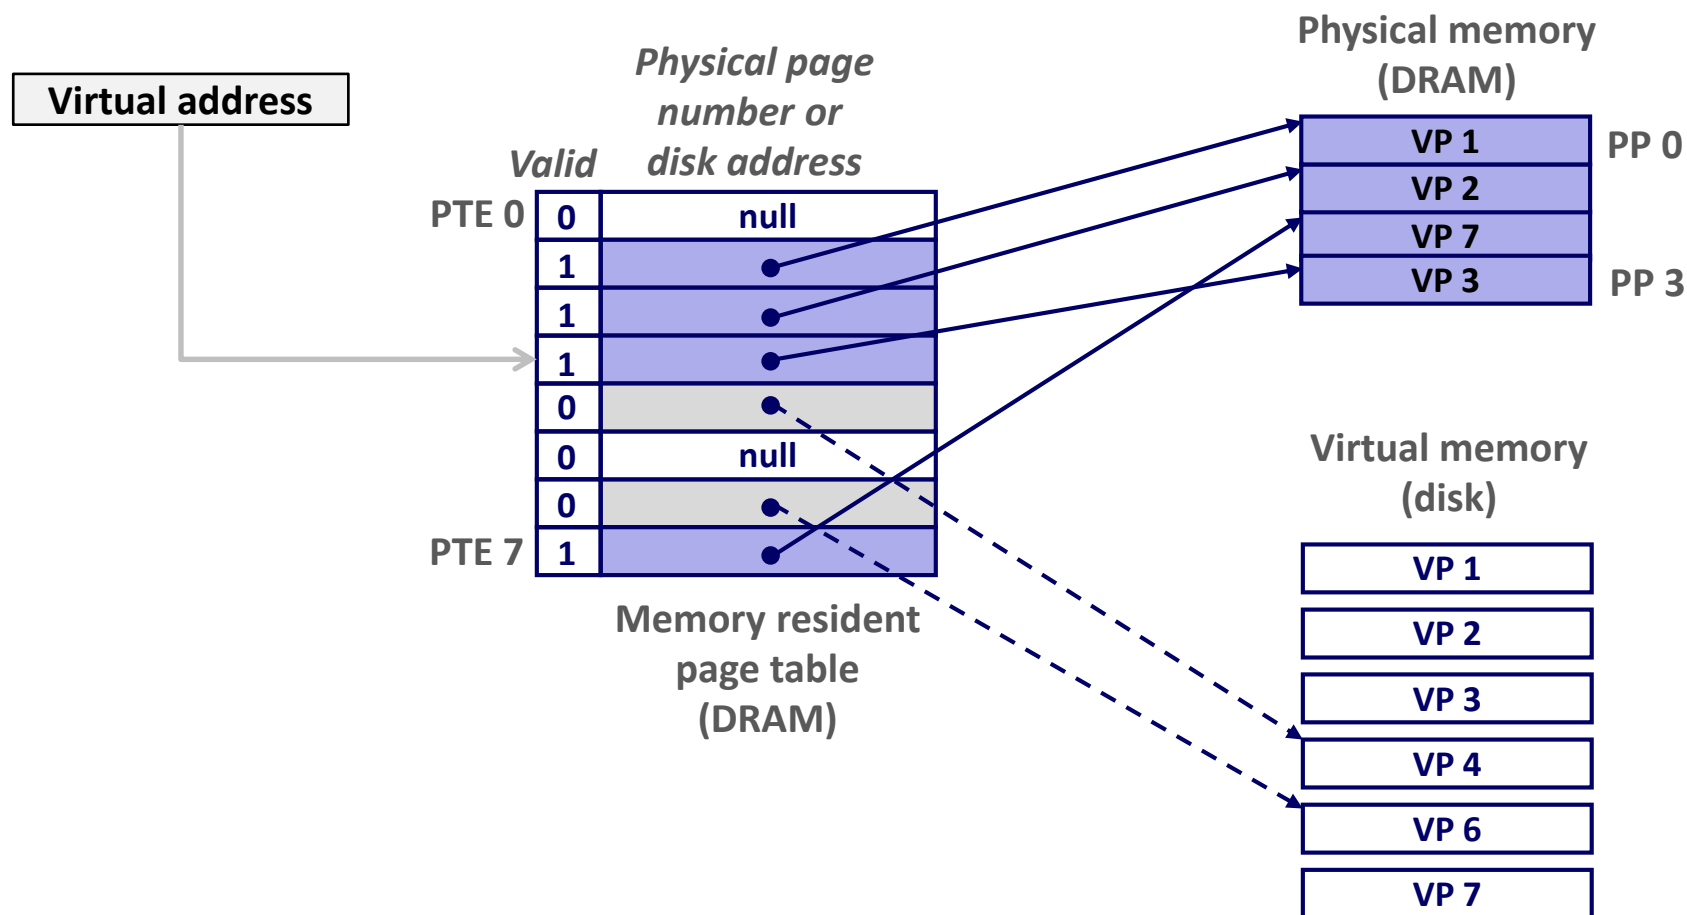 Virtual address
Physical page
number or
disk address
Valid
Physical memory
(DRAM)
VP 1
PP 0
VP 2
VP 7
VP 3
PP 3
PTE 0
0
null
1
1
1
0
0
null
0
PTE 7
1
Memory resident
page table
(DRAM)
Virtual memory
(disk)
VP 1
VP 2
VP 3
VP 4
VP 6
VP 7